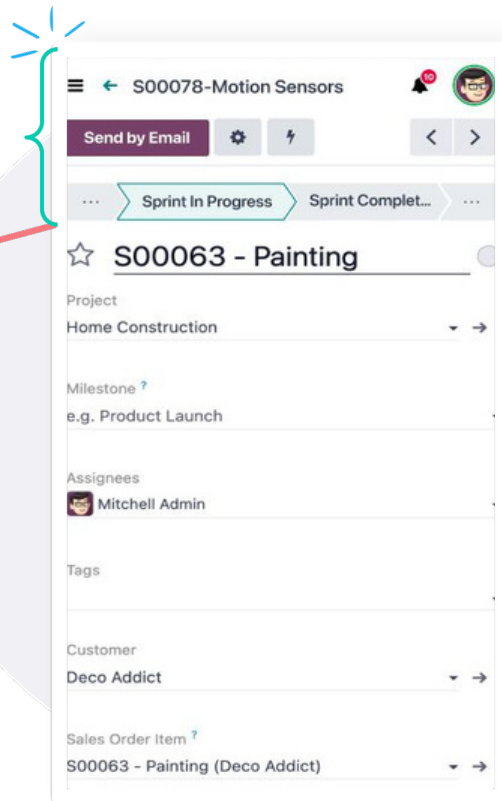 S00078-Motion Sensors
10
Send by Email
... Sprint In Progress Sprint Complet... ...
S00063 - Painting
Project
Home Construction
Milestone ?
e.g. Product Launch
Assignees
Mitchell Admin
Tags
Customer
Deco Addict
Sales Order Item ?
S00063 - Painting (Deco Addict)